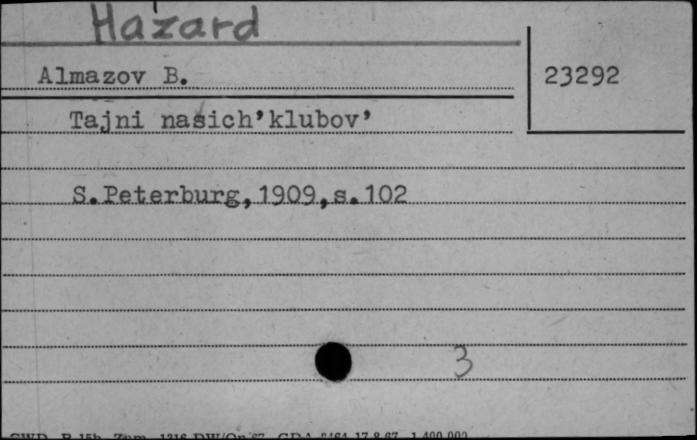 Hazard
Almazov B.
23292
Tajni našich'klubov'
S.Peterburg,1909,s.102
3